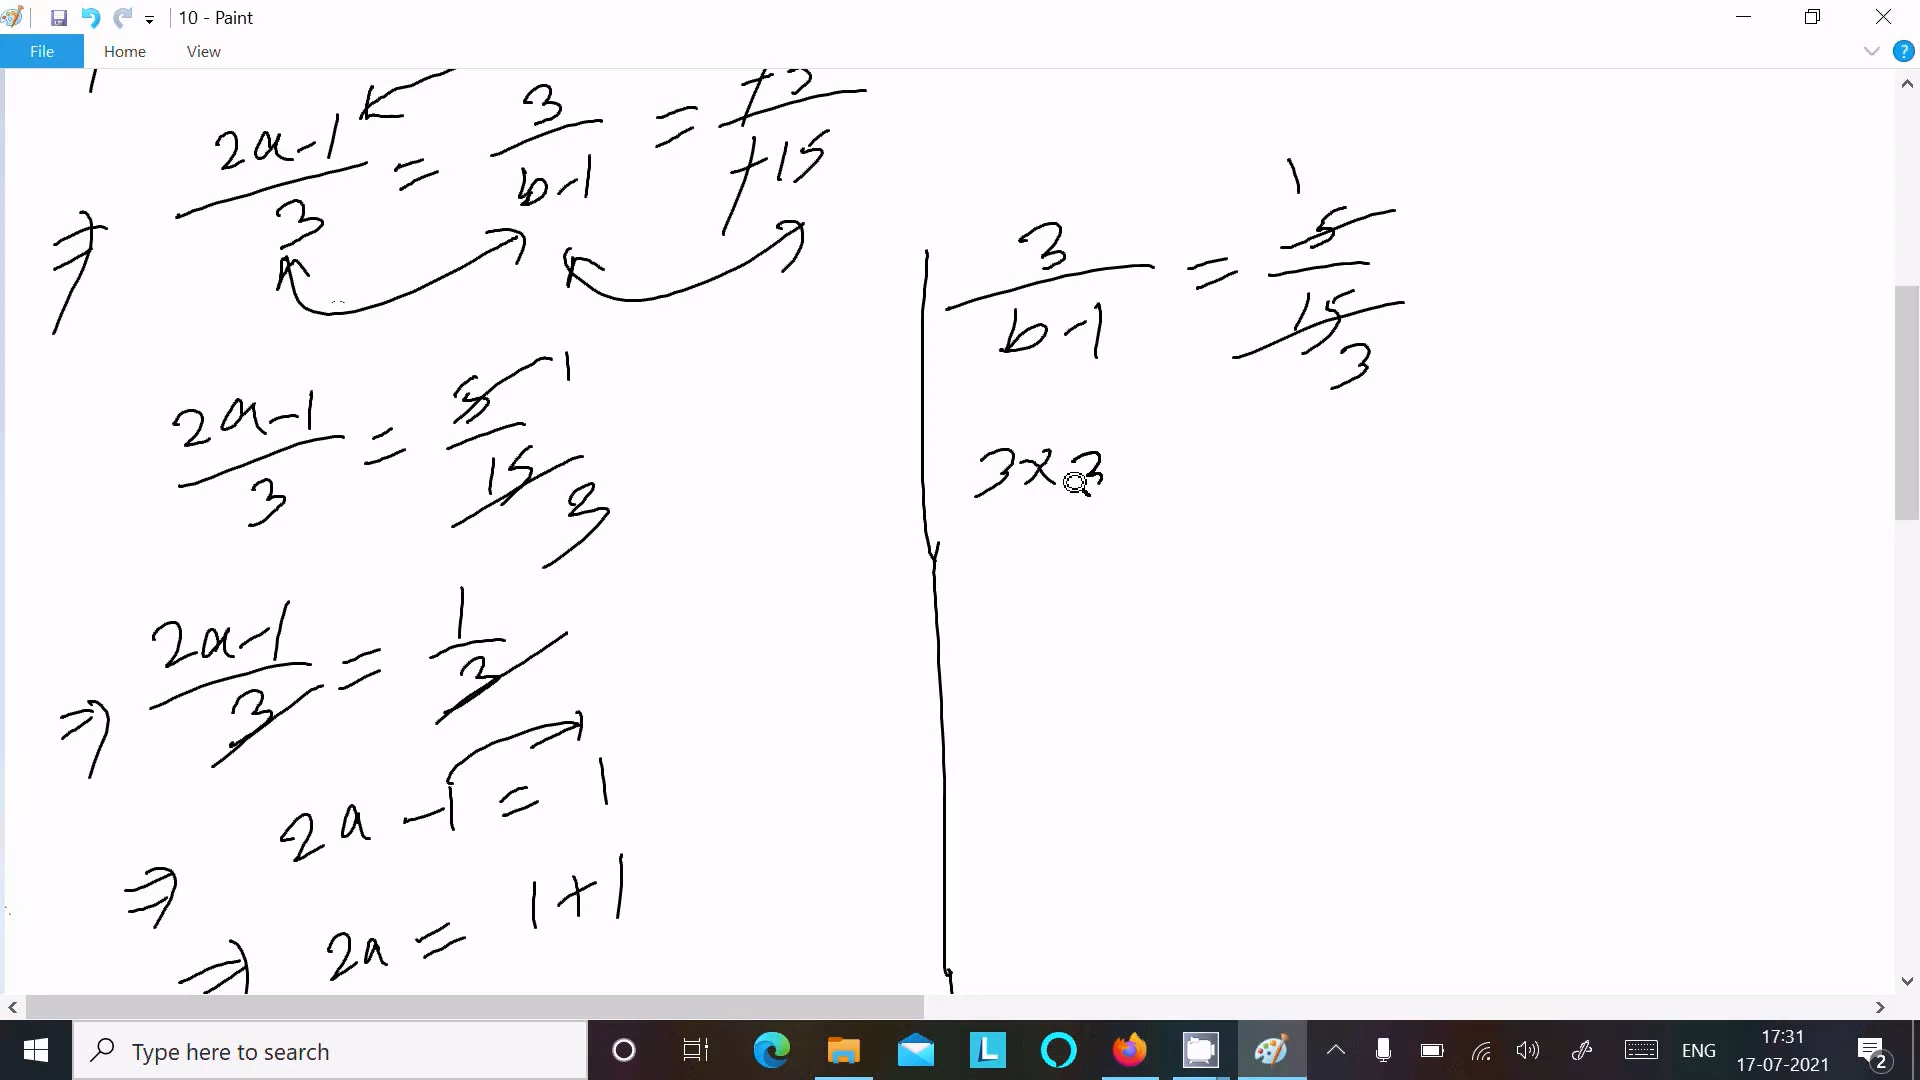 10 - Paint
File Home View
(2a-1)/3 = 3/(b-1) = +5/+15
⇒
(2a-1)/3 = 5/15 1 3
⇒ (2a-1)/3 = 1/3
2a - 1 = 1
⇒
⇒ 2a = 1+1
1
3/(b-1) = 5/15
3
3×3
Type here to search
ENG
17:31
17-07-2021
2